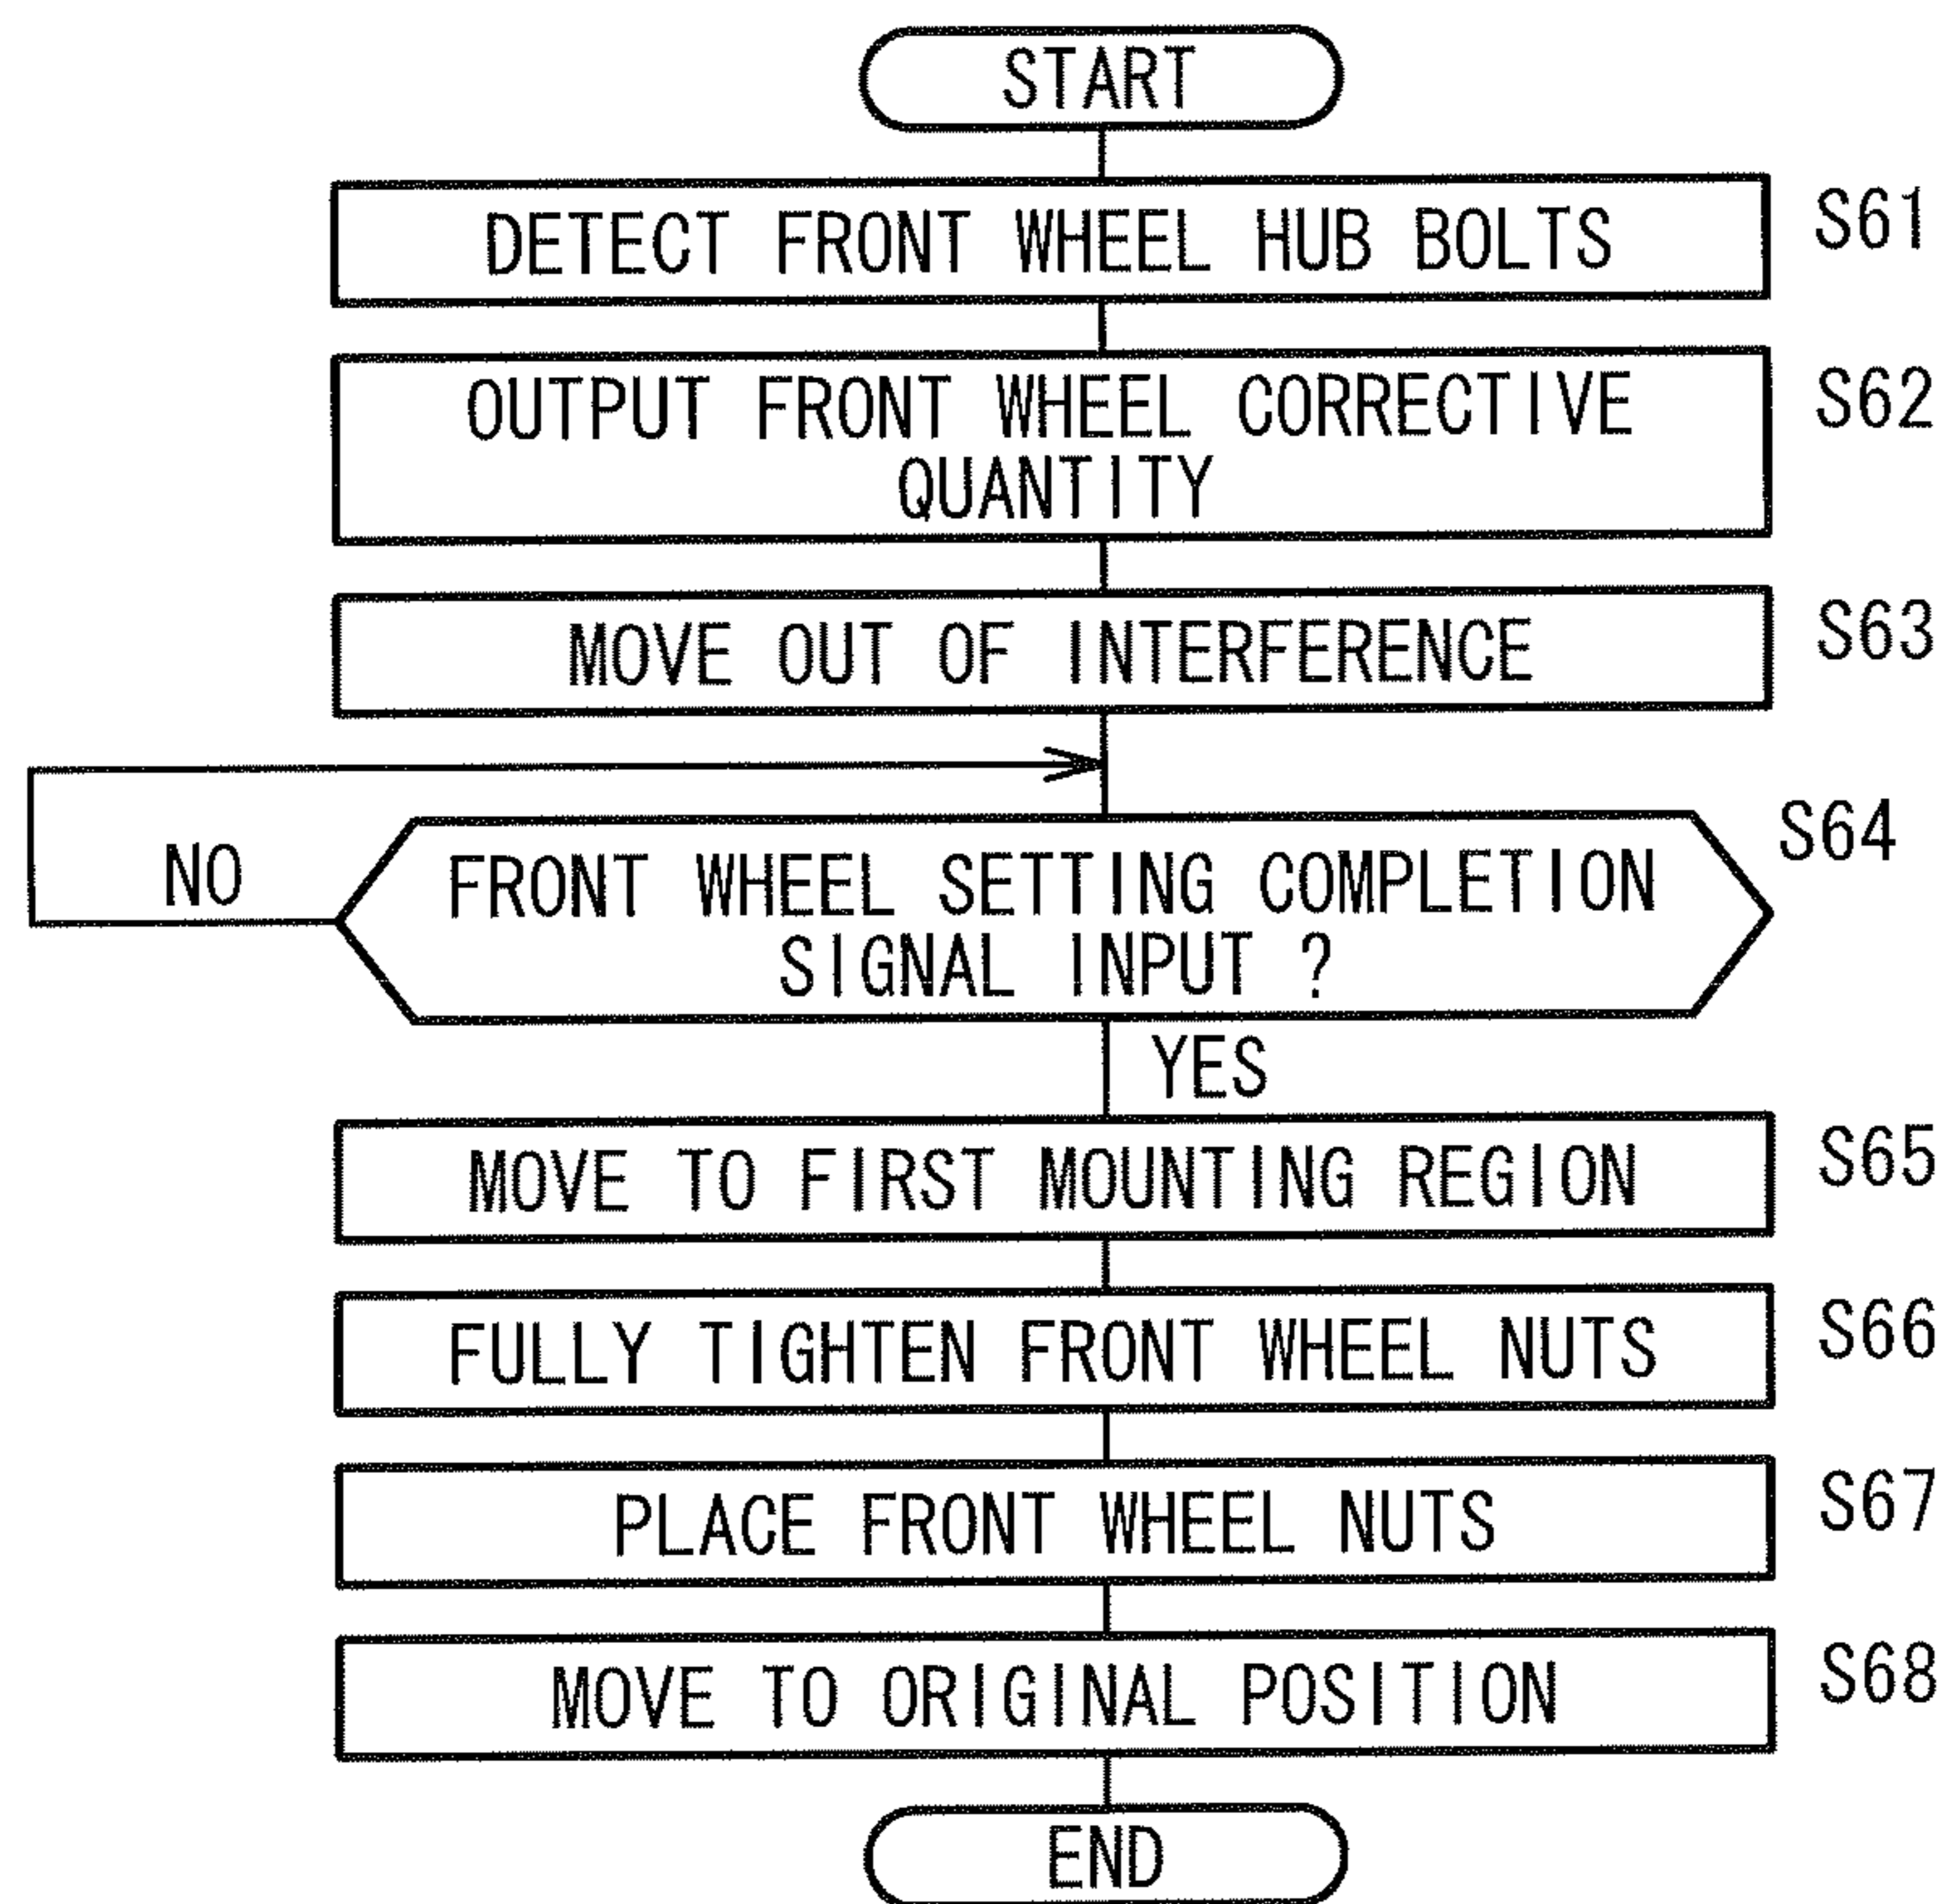 START
DETECT FRONT WHEEL HUB BOLTS
S61
OUTPUT FRONT WHEEL CORRECTIVE
QUANTITY
S62
MOVE OUT OF INTERFERENCE
S63
NO
FRONT WHEEL SETTING COMPLETION
SIGNAL INPUT ?
S64
YES
MOVE TO FIRST MOUNTING REGION
S65
FULLY TIGHTEN FRONT WHEEL NUTS
S66
PLACE FRONT WHEEL NUTS
S67
MOVE TO ORIGINAL POSITION
S68
END